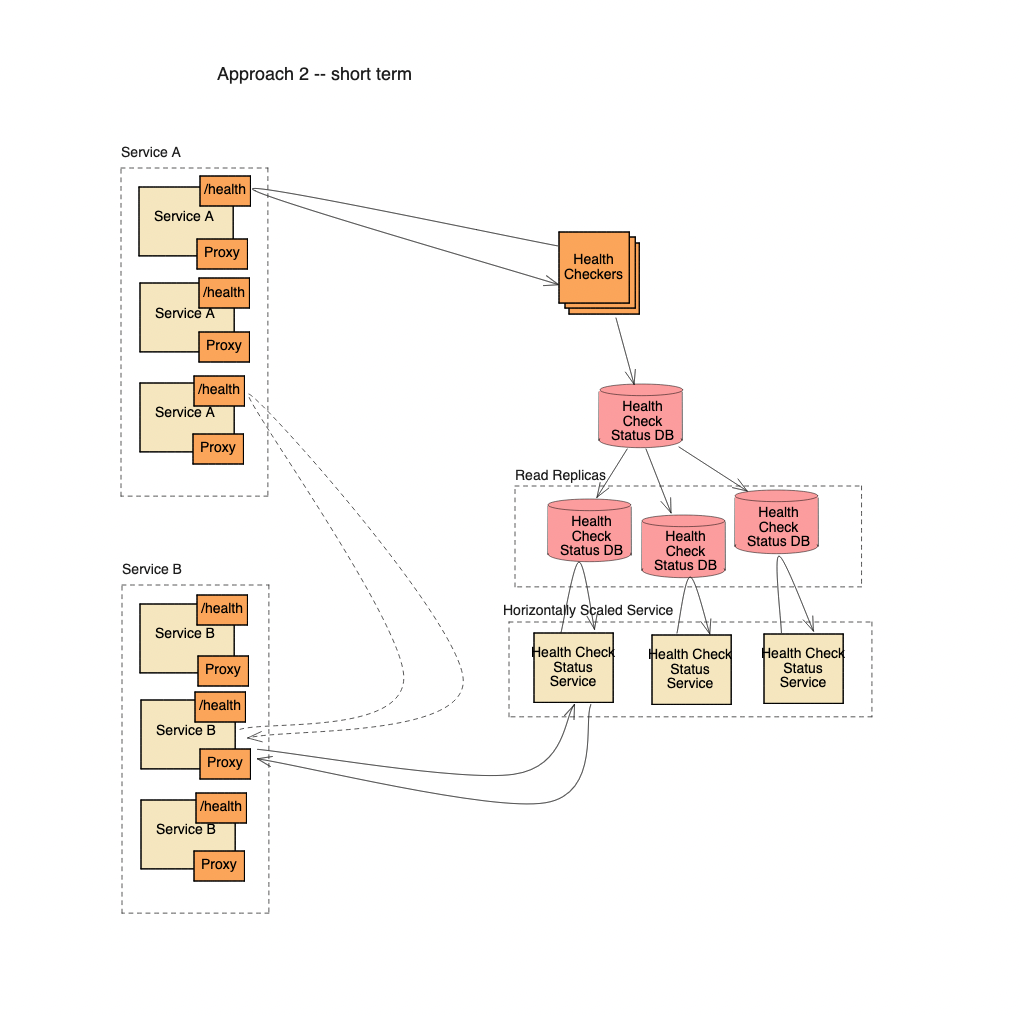 Approach 2 -- short term
Service A
/health
Service A
Proxy
/health
Service A
Proxy
/health
Service A
Proxy
Health
Checkers
Health
Check
Status DB
Read Replicas
Health
Check
Status DB
Health
Check
Status DB
Health
Check
Status DB
Horizontally Scaled Service
Health Check
Status
Service
Health Check
Status
Service
Health Check
Status
Service
Service B
/health
Service B
Proxy
/health
Service B
Proxy
/health
Service B
Proxy